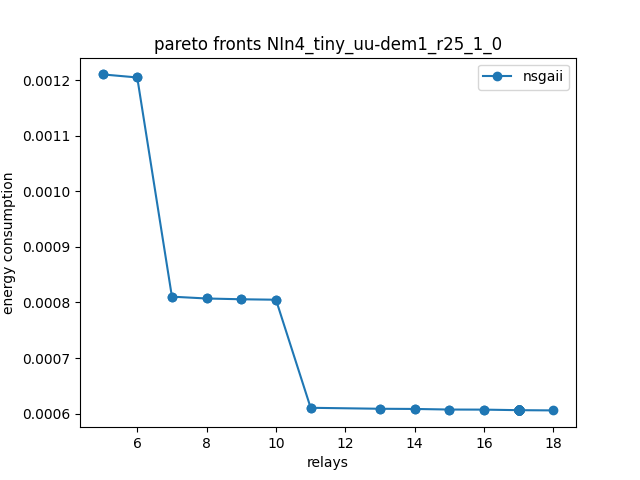 pareto fronts NIn4_tiny_uu-dem1_r25_1_0
nsgaii
0.0012
0.0011
0.0010
0.0009
0.0008
0.0007
0.0006
energy consumption
6 8 10 12 14 16 18
relays